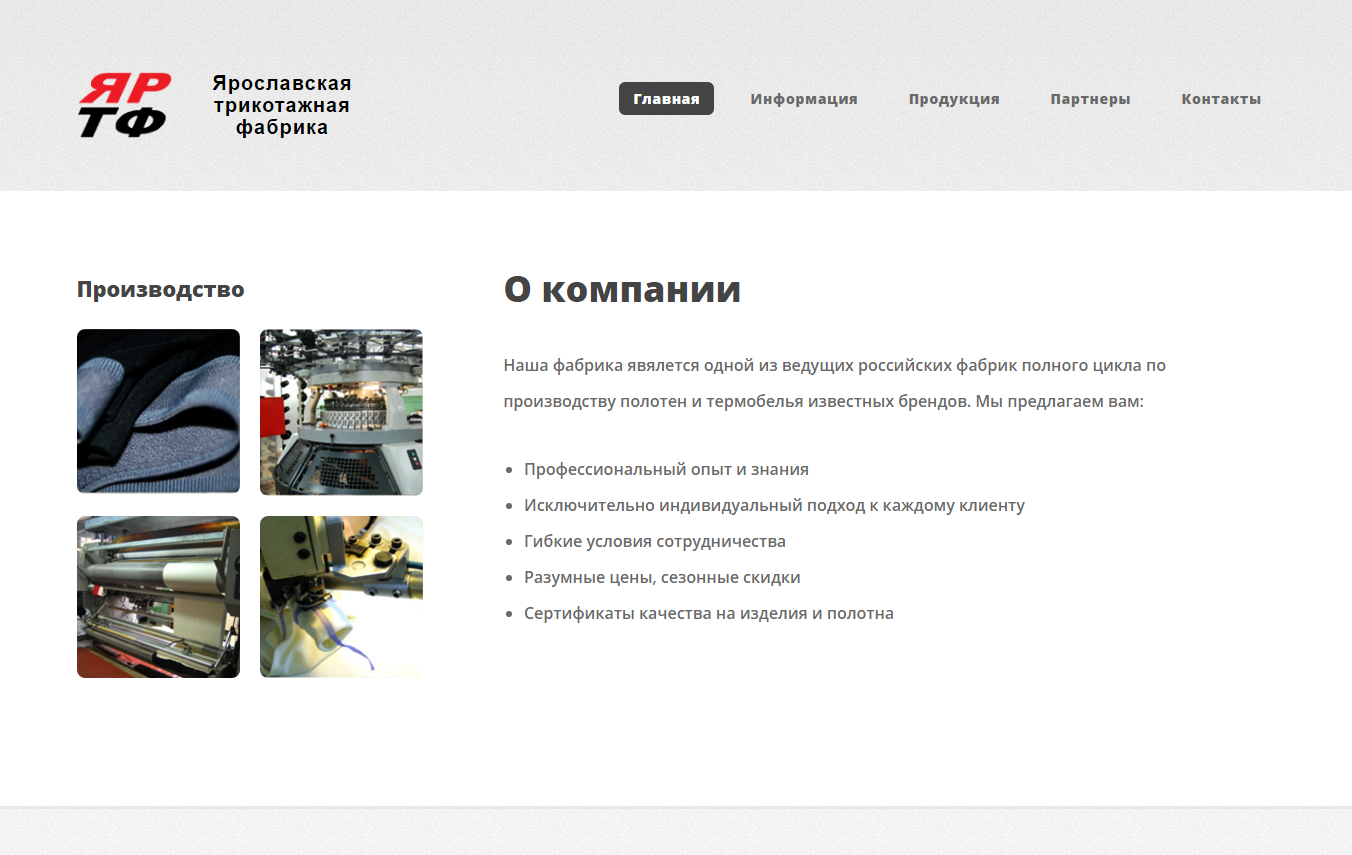 ЯР
ТФ
Ярославская
трикотажная
фабрика
Главная
Информация
Продукция
Партнеры
Контакты
Производство
О компании
Наша фабрика явялется одной из ведущих российских фабрик полного цикла по
производству полотен и термобелья известных брендов. Мы предлагаем вам:
Профессиональный опыт и знания
Исключительно индивидуальный подход к каждому клиенту
Гибкие условия сотрудничества
Разумные цены, сезонные скидки
Сертификаты качества на изделия и полотна